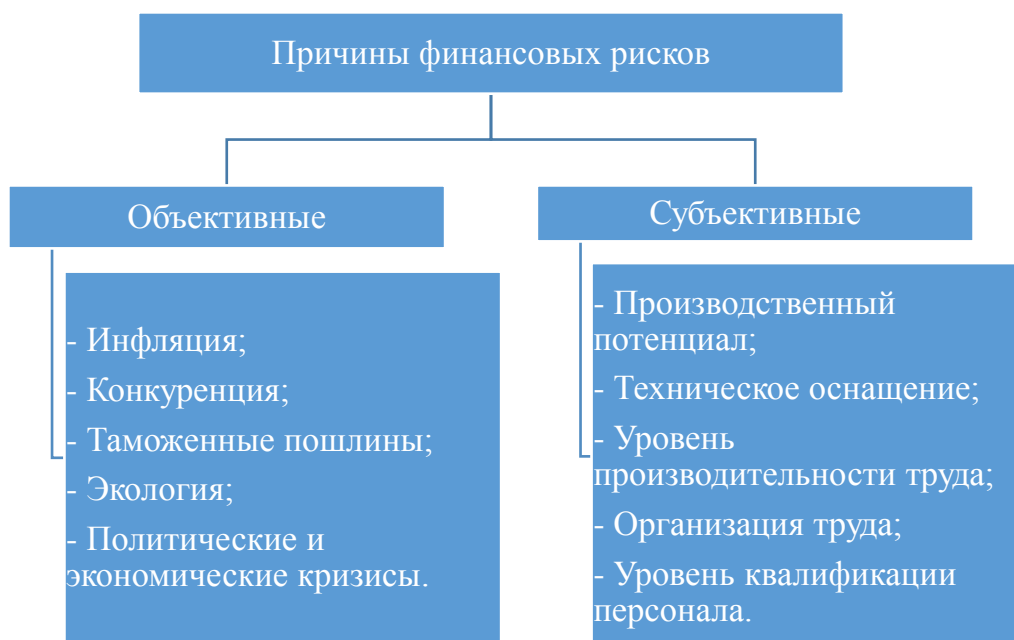 Причины финансовых рисков
Объективные
- Инфляция;
- Конкуренция;
- Таможенные пошлины;
- Экология;
- Политические и
экономические кризисы.
Субъективные
- Производственный
потенциал;
- Техническое оснащение;
- Уровень
производительности труда;
- Организация труда;
- Уровень квалификации
персонала.